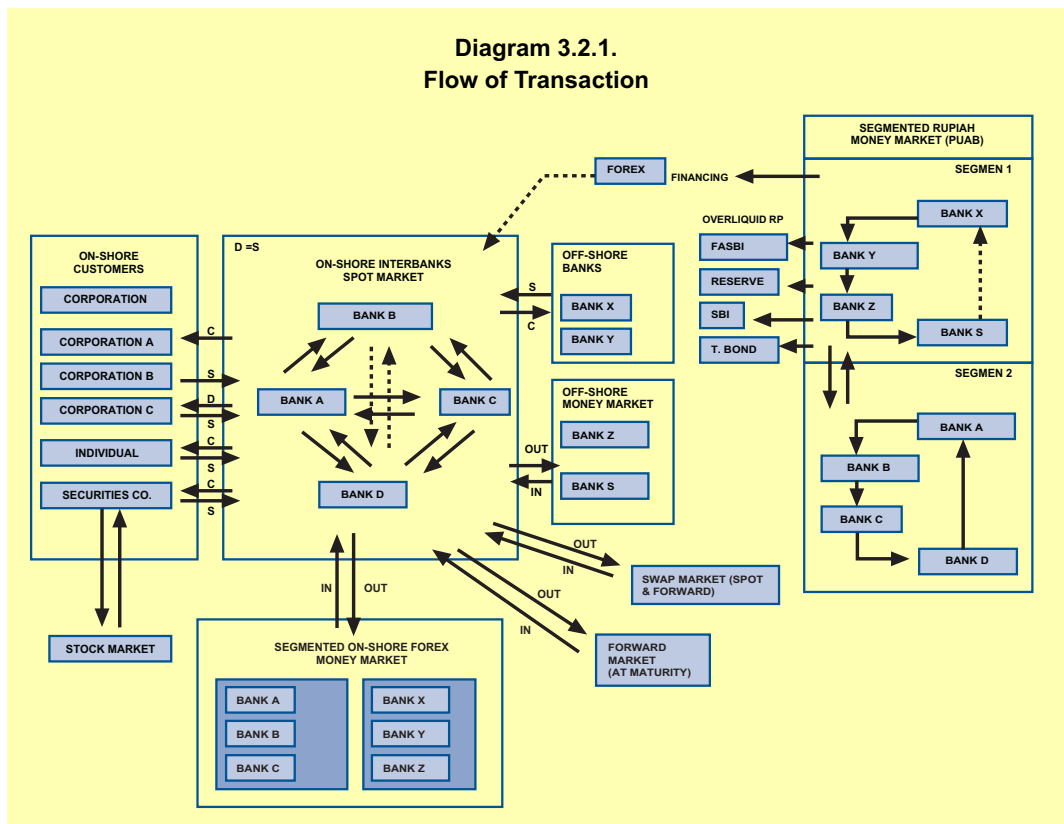 Diagram 3.2.1.
Flow of Transaction
SEGMENTED RUPIAH
MONEY MARKET (PUAB)
SEGMEN 1
BANK X
BANK Y
BANK Z
BANK S
FOREX
FINANCING
OVERLIQUID RP
FASBI
RESERVE
SBI
T. BOND
SEGMEN 2
BANK A
BANK B
BANK C
BANK D
ON-SHORE
CUSTOMERS
CORPORATION
CORPORATION A
CORPORATION B
CORPORATION C
INDIVIDUAL
SECURITIES CO.
C
S
D
S
C
S
C
S
STOCK MARKET
D =S
ON-SHORE INTERBANKS
SPOT MARKET
BANK B
BANK A
BANK C
BANK D
S
C
OFF-SHORE
BANKS
BANK X
BANK Y
OFF-SHORE
MONEY MARKET
BANK Z
BANK S
OUT
IN
OUT
IN
SWAP MARKET (SPOT
& FORWARD)
OUT
IN
FORWARD
MARKET
(AT MATURITY)
IN
OUT
SEGMENTED ON-SHORE FOREX
MONEY MARKET
BANK A
BANK B
BANK C
BANK X
BANK Y
BANK Z